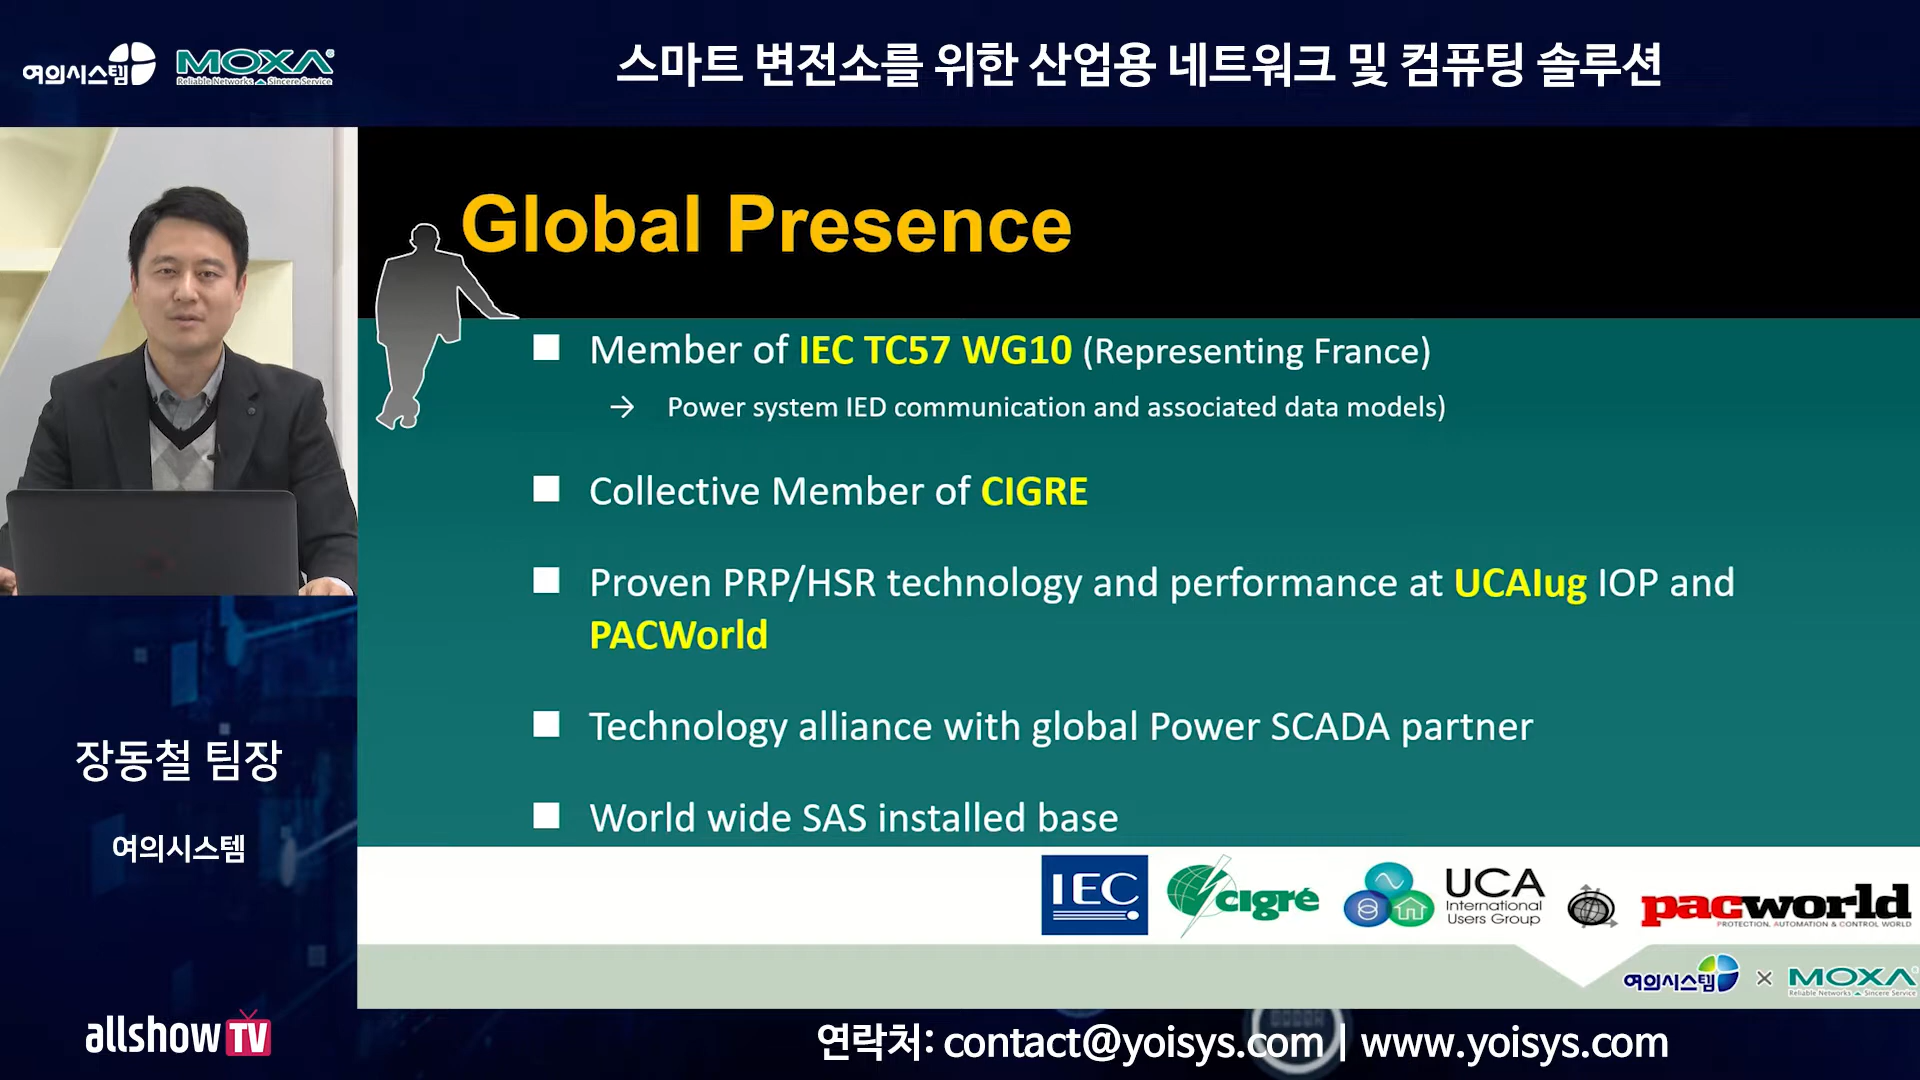 여의시스템
MOXA
Reliable Networks Sincere Service
스마트 변전소를 위한 산업용 네트워크 및 컴퓨팅 솔루션
Global Presence
Member of IEC TC57 WG10 (Representing France)
→ Power system IED communication and associated data models)
Collective Member of CIGRE
Proven PRP/HSR technology and performance at UCAIug IOP and
PACWorld
Technology alliance with global Power SCADA partner
World wide SAS installed base
IEC
cigré
UCA
International
Users Group
pacworld
PROTECTION, AUTOMATION & CONTROL WORLD
여의시스템 × MOXA
Reliable Networks Sincere Service
장동철 팀장
여의시스템
allshow TV
연락처: contact@yoisys.com | www.yoisys.com